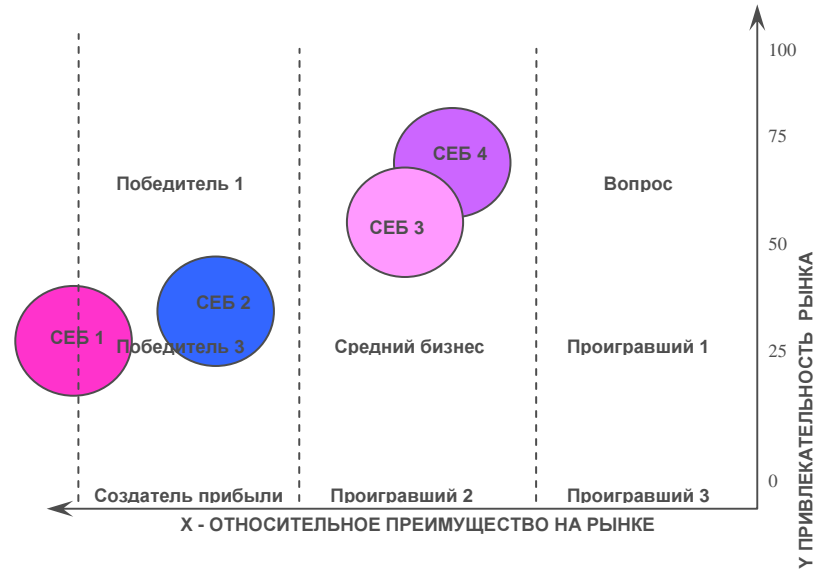 100
75
СЕБ 4
Победитель 1
Вопрос
СЕБ 3
50
СЕБ 2
СЕБ 1
Победитель 3
Средний бизнес
Проигравший 1
25
0
Создатель прибыли
Проигравший 2
Проигравший 3
X - ОТНОСИТЕЛЬНОЕ ПРЕИМУЩЕСТВО НА РЫНКЕ
Y ПРИВЛЕКАТЕЛЬНОСТЬ РЫНКА